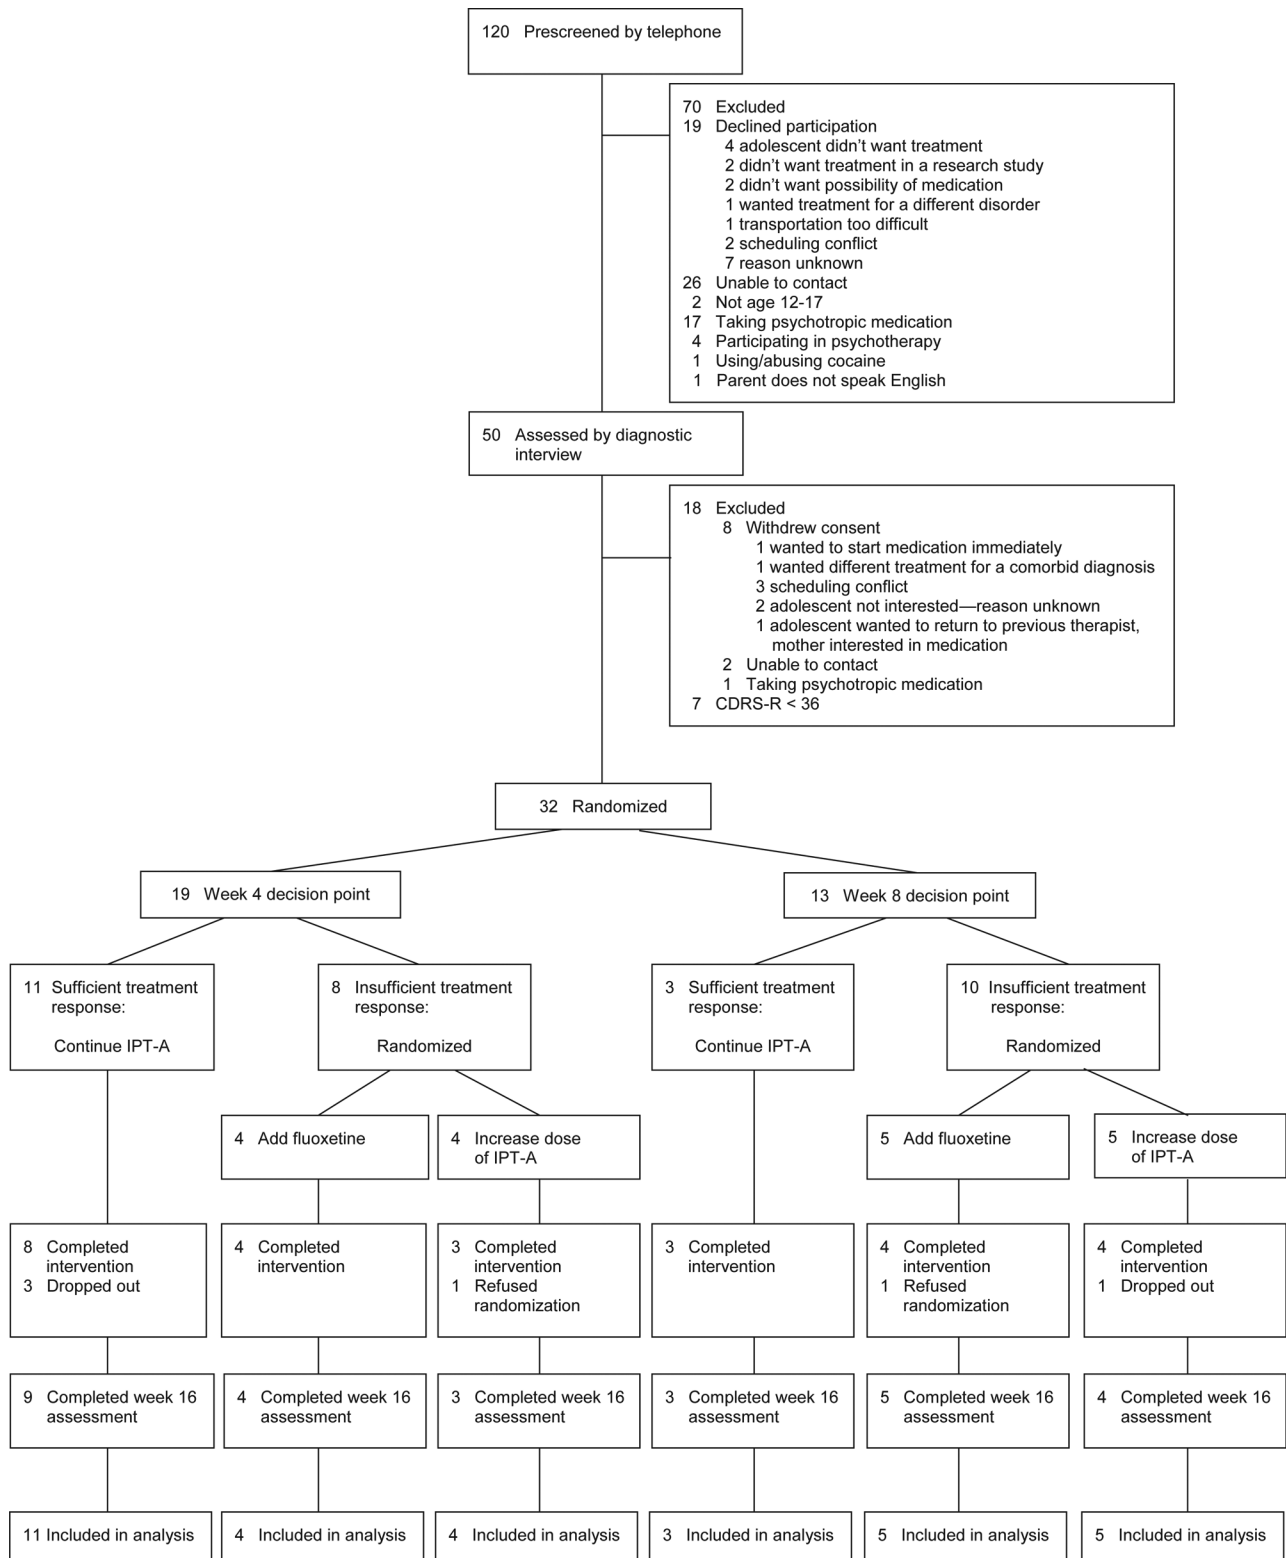 120 Prescreened by telephone
70 Excluded
19 Declined participation
4 adolescent didn’t want treatment
2 didn’t want treatment in a research study
2 didn’t want possibility of medication
1 wanted treatment for a different disorder
1 transportation too difficult
2 scheduling conflict
7 reason unknown
26 Unable to contact
2 Not age 12-17
17 Taking psychotropic medication
4 Participating in psychotherapy
1 Using/abusing cocaine
1 Parent does not speak English
50 Assessed by diagnostic
interview
18 Excluded
8 Withdrew consent
1 wanted to start medication immediately
1 wanted different treatment for a comorbid diagnosis
3 scheduling conflict
2 adolescent not interested—reason unknown
1 adolescent wanted to return to previous therapist,
mother interested in medication
2 Unable to contact
1 Taking psychotropic medication
7 CDRS-R < 36
32 Randomized
19 Week 4 decision point
13 Week 8 decision point
11 Sufficient treatment
response:
Continue IPT-A
8 Insufficient treatment
response:
Randomized
3 Sufficient treatment
response:
Continue IPT-A
10 Insufficient treatment
response:
Randomized
4 Add fluoxetine
4 Increase dose
of IPT-A
5 Add fluoxetine
5 Increase dose
of IPT-A
8 Completed
intervention
3 Dropped out
4 Completed
intervention
3 Completed
intervention
1 Refused
randomization
3 Completed
intervention
4 Completed
intervention
1 Refused
randomization
4 Completed
intervention
1 Dropped out
9 Completed week 16
assessment
4 Completed week 16
assessment
3 Completed week 16
assessment
3 Completed week 16
assessment
5 Completed week 16
assessment
4 Completed week 16
assessment
11 Included in analysis
4 Included in analysis
4 Included in analysis
3 Included in analysis
5 Included in analysis
5 Included in analysis